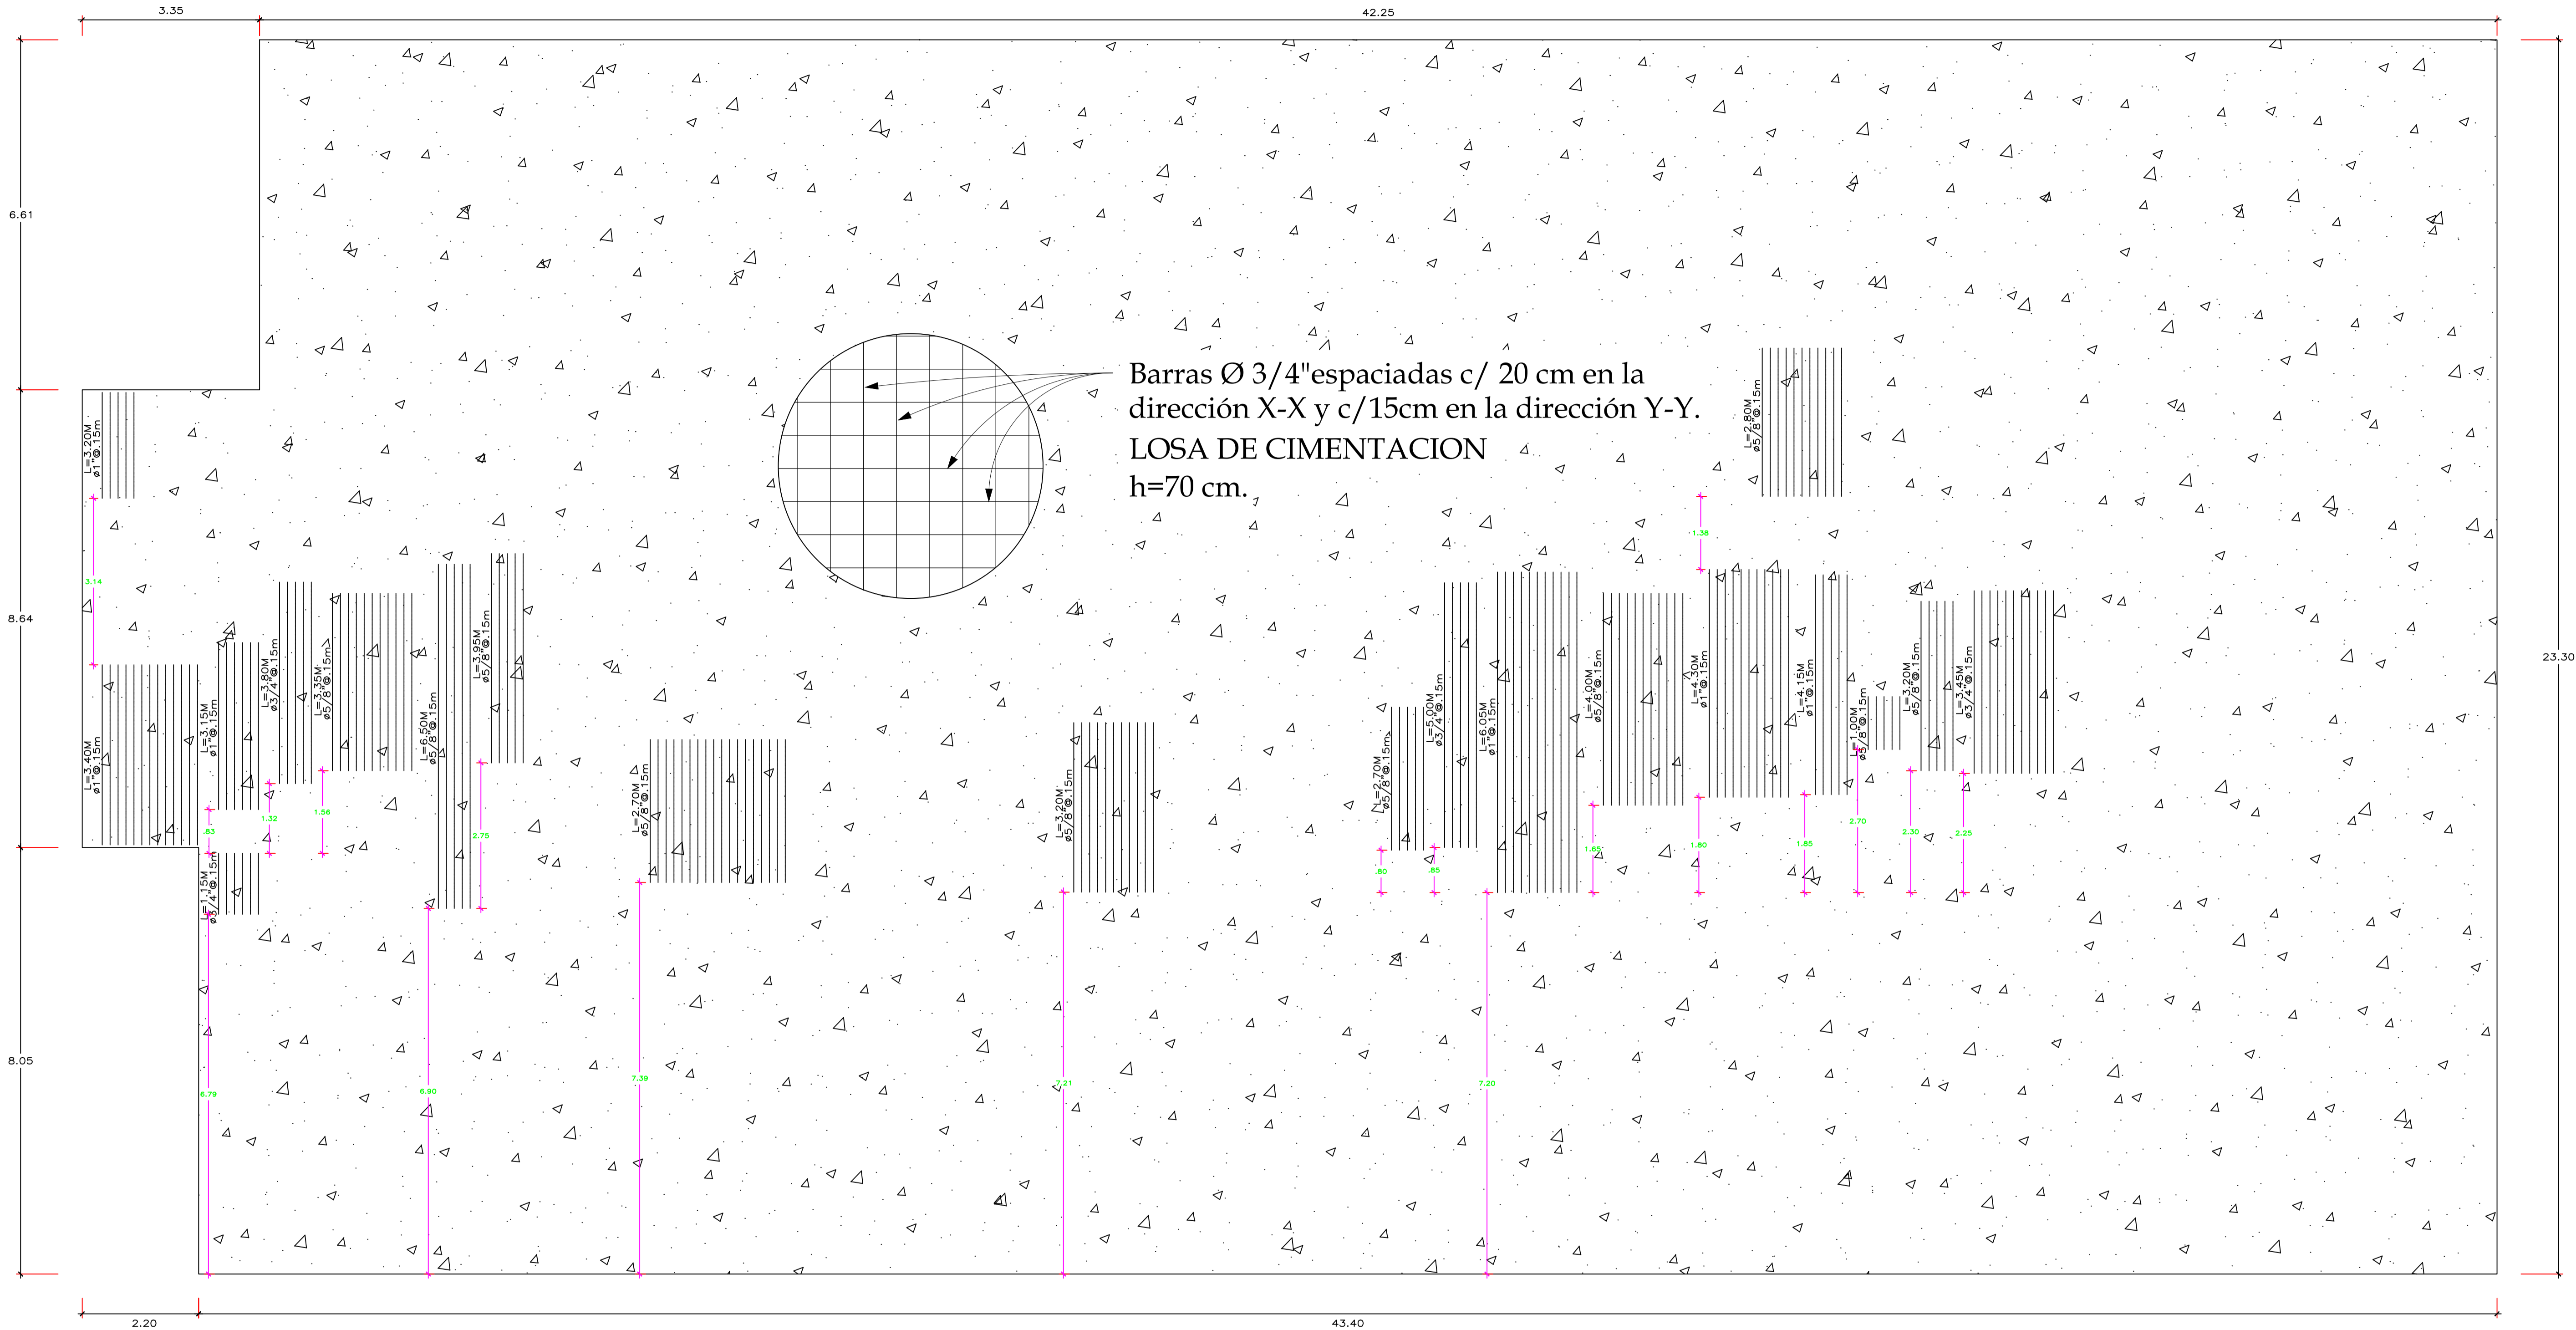 3.35
42.25
6.61
8.64
8.05
23.30
Barras Ø 3/4"espaciadas c/ 20 cm en la
dirección X-X y c/15cm en la dirección Y-Y.
LOSA DE CIMENTACION
h=70 cm.
L=2.80M
ø5/8"@.15m
1.38
L=3.20M
ø1"@.15m
3.14
L=3.40M
ø1"@.15m
L=3.15M
ø1"@.15m
.83
L=1.15M
ø3/4"@.15m
6.79
L=3.80M
ø3/4"@.15m
1.32
L=3.35M
ø5/8"@.15m
1.56
L=6.50M
ø5/8"@.15m
6.90
L=3.95M
ø5/8"@.15m
2.75
L=2.70M
ø5/8"@.15m
7.39
L=3.20M
ø5/8"@.15m
7.21
L=2.70M
ø5/8"@.15m
.80
L=5.00M
ø3/4"@.15m
.85
L=6.05M
ø1"@.15m
7.20
L=4.00M
ø5/8"@.15m
1.65
L=4.30M
ø1"@.15m
1.80
L=4.15M
ø1"@.15m
1.85
L=1.00M
ø5/8"@.15m
2.70
L=3.20M
ø5/8"@.15m
2.30
L=3.45M
ø3/4"@.15m
2.25
2.20
43.40